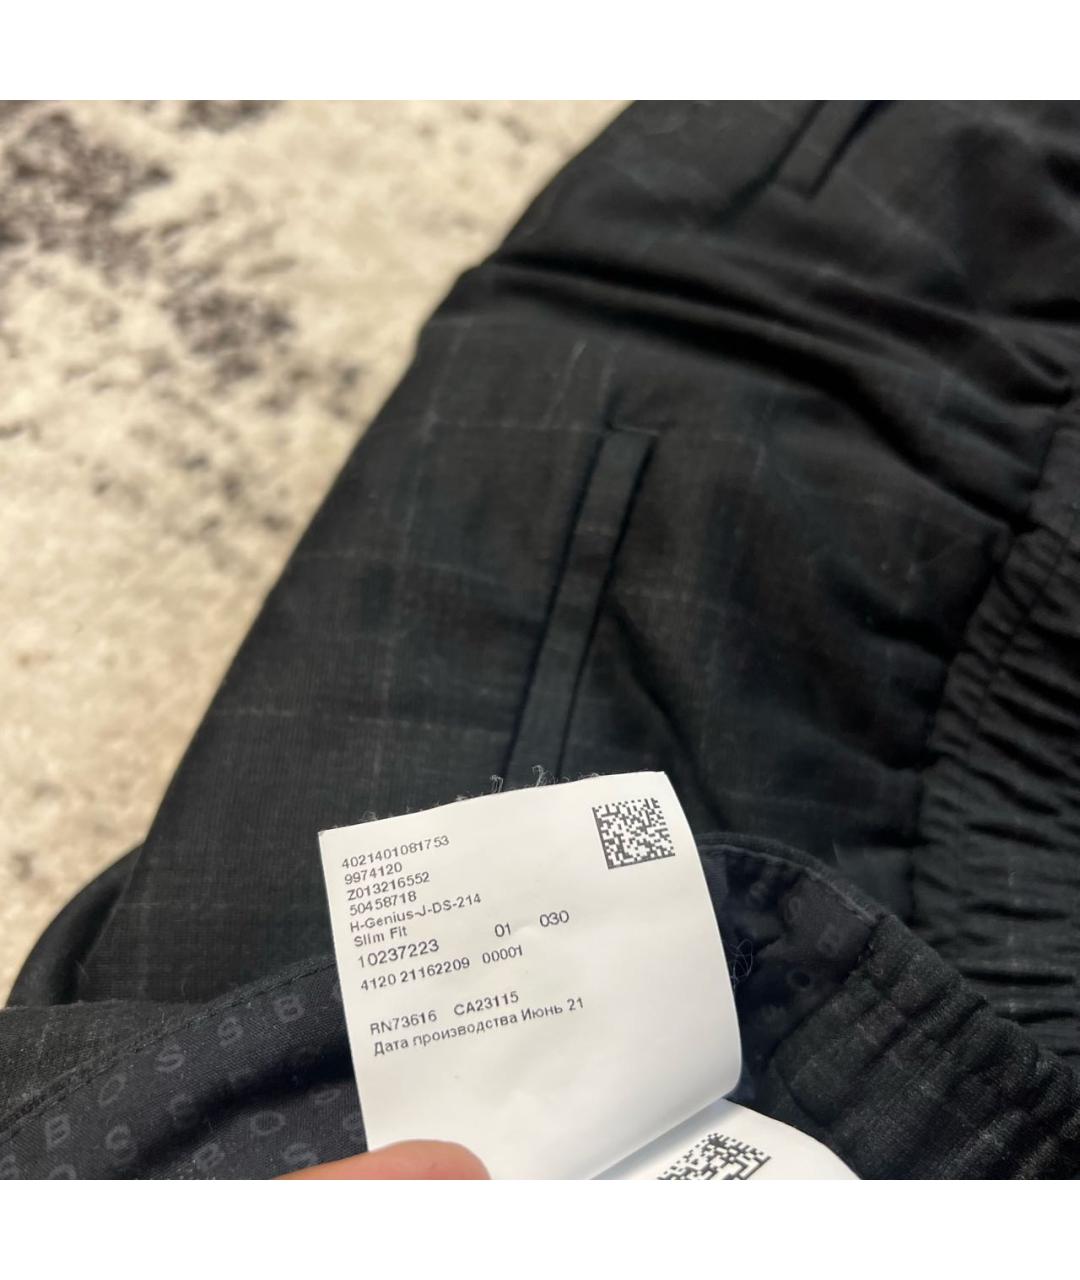 4021401081753
9974120
Z013216552
50458718
H-Genius-J-DS-214
Slim Fit
10237223 01 030
4120 21162209 00001
RN73616 CA23115
Дата производства Июнь 21